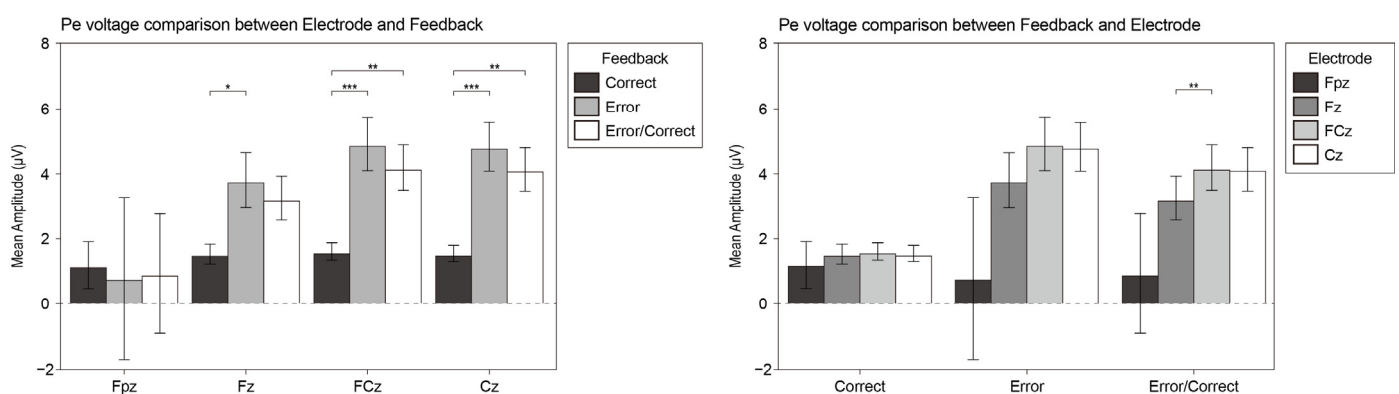 Pe voltage comparison between Electrode and Feedback
Mean Amplitude (µV)
8
6
4
2
0
−2
*
**
***
**
***
Fpz
Fz
FCz
Cz
Feedback
Correct
Error
Error/Correct
Pe voltage comparison between Feedback and Electrode
Mean Amplitude (µV)
8
6
4
2
0
−2
**
Correct
Error
Error/Correct
Electrode
Fpz
Fz
FCz
Cz